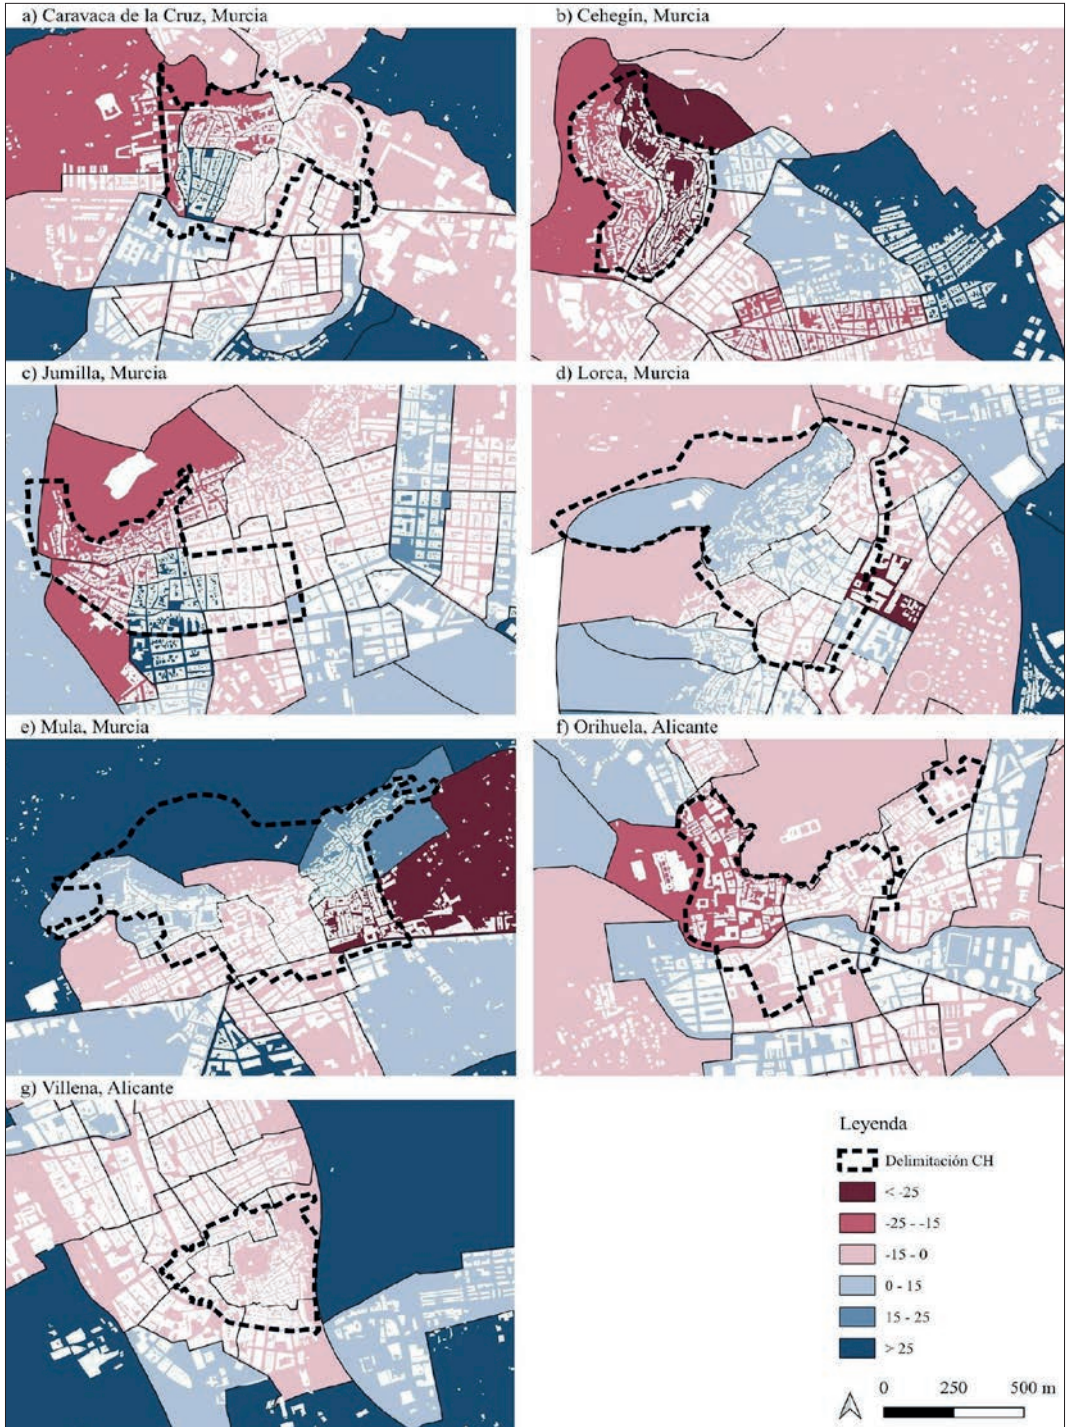 a) Caravaca de la Cruz, Murcia
b) Cehegín, Murcia
c) Jumilla, Murcia
d) Lorca, Murcia
e) Mula, Murcia
f) Orihuela, Alicante
g) Villena, Alicante
Leyenda
Delimitación CH
< -25
-25 - -15
-15 - 0
0 - 15
15 - 25
> 25
0 250 500 m